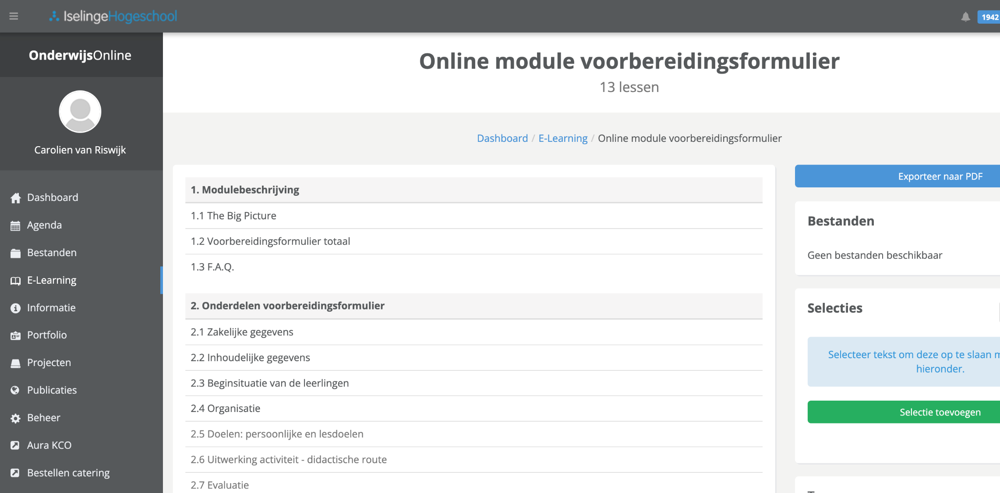 IselingeHogeschool
1942
OnderwijsOnline
Carolien van Riswijk
Dashboard
Agenda
Bestanden
E-Learning
Informatie
Portfolio
Projecten
Publicaties
Beheer
Aura KCO
Bestellen catering
Online module voorbereidingsformulier
13 lessen
Dashboard / E-Learning / Online module voorbereidingsformulier
1. Modulebeschrijving
1.1 The Big Picture
1.2 Voorbereidingsformulier totaal
1.3 F.A.Q.
2. Onderdelen voorbereidingsformulier
2.1 Zakelijke gegevens
2.2 Inhoudelijke gegevens
2.3 Beginsituatie van de leerlingen
2.4 Organisatie
2.5 Doelen: persoonlijke en lesdoelen
2.6 Uitwerking activiteit - didactische route
2.7 Evaluatie
Exporteer naar PDF
Bestanden
Geen bestanden beschikbaar
Selecties
Selecteer tekst om deze op te slaan
hieronder.
Selectie toevoegen